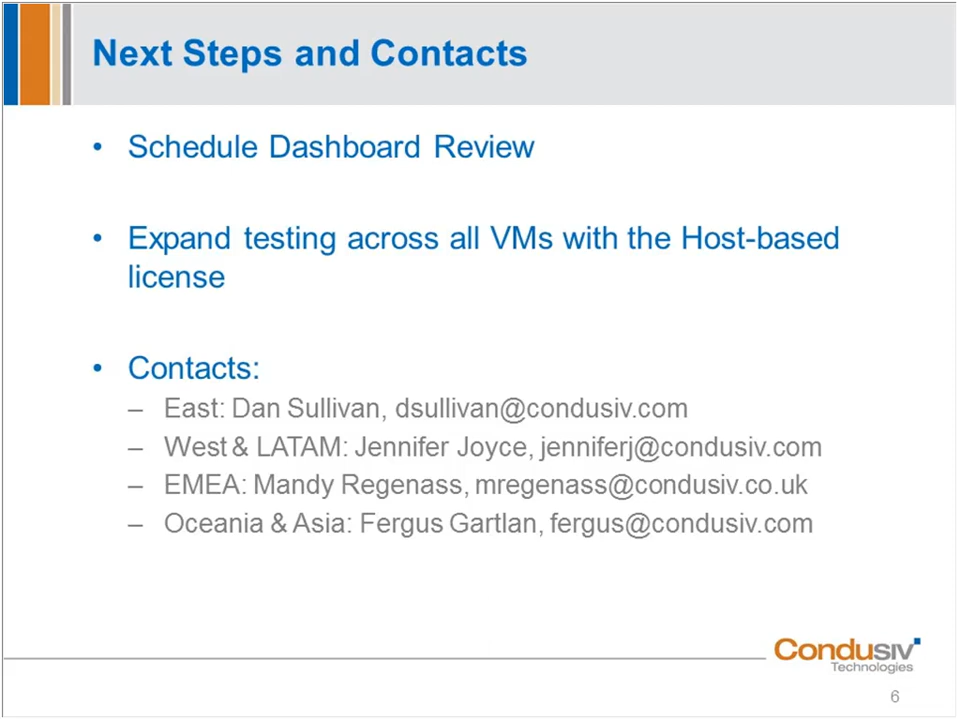 Next Steps and Contacts
• Schedule Dashboard Review
• Expand testing across all VMs with the Host-based
license
• Contacts:
– East: Dan Sullivan, dsullivan@condusiv.com
– West & LATAM: Jennifer Joyce, jenniferj@condusiv.com
– EMEA: Mandy Regenass, mregenass@condusiv.co.uk
– Oceania & Asia: Fergus Gartlan, fergus@condusiv.com
Condusiv
Technologies
6